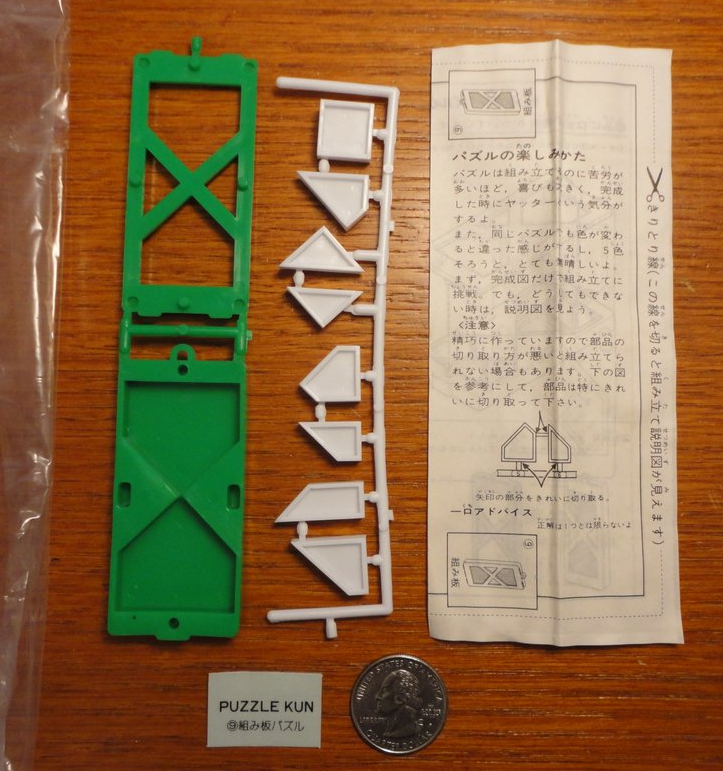 ⑨
組み板
パズルの楽しみかた
パズルは組み立てるのに苦労が
多いほど，喜びも大きく，完成
した時にヤッターという気分が
するよ。
また，同じパズルでも色が変わ
ると違った感じがするし，5色
そろうと，とても素晴しいよ。
まず，完成図だけで組み立てに
挑戦。でも，どうしてもできな
い時は，説明図を見よう。
〈注意〉
精巧に作っていますので部品の
切り取り方が悪いと組み立てら
れない場合もあります。下の図
を参考にして，部品は特にきれ
いに切り取って下さい。
矢印の部分をきれいに切り取る。
一口アドバイス
正解は1つとは限らないよ
⑨
組み板
きりとり線(この線を切ると組み立て説明図が見えます)
PUZZLE KUN
⑨組み板パズル
UNITED STATES OF AMERICA
LIBERTY
QUARTER DOLLAR